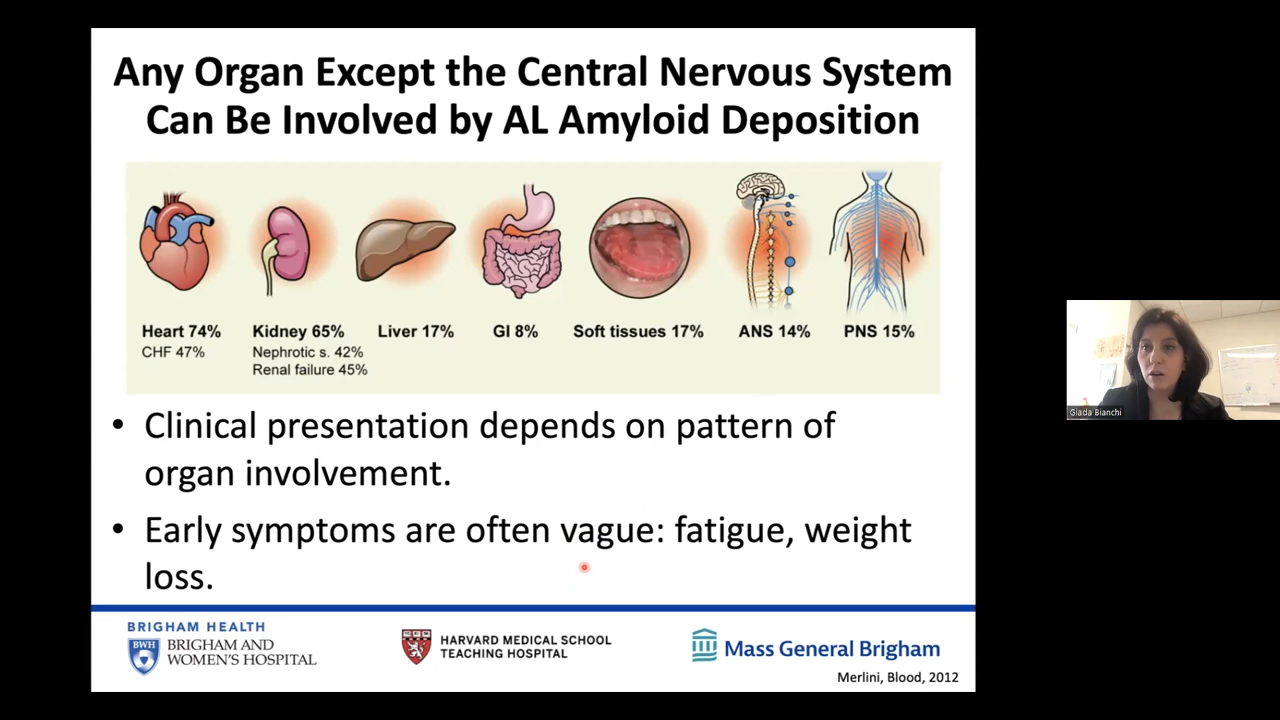 Any Organ Except the Central Nervous System
Can Be Involved by AL Amyloid Deposition
Heart 74%
CHF 47%
Kidney 65%
Nephrotic s. 42%
Renal failure 45%
Liver 17%
GI 8%
Soft tissues 17%
ANS 14%
PNS 15%
• Clinical presentation depends on pattern of
organ involvement.
• Early symptoms are often vague: fatigue, weight
loss.
BRIGHAM HEALTH
BWH
BRIGHAM AND
WOMEN'S HOSPITAL
HARVARD MEDICAL SCHOOL
TEACHING HOSPITAL
Mass General Brigham
Merlini, Blood, 2012
Giada Bianchi